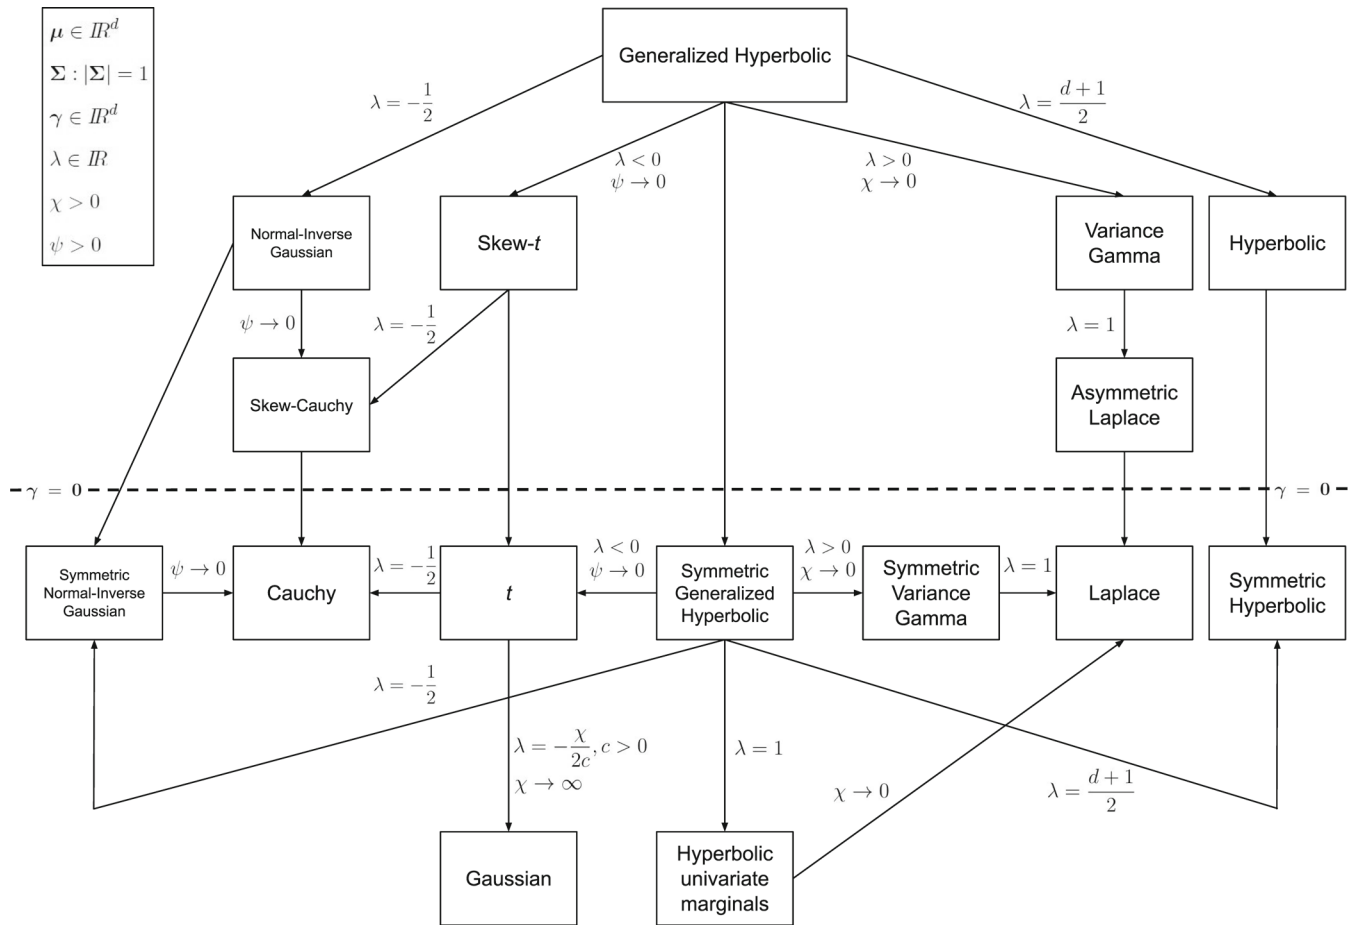 μ ∈ IR^d
Σ : |Σ| = 1
γ ∈ IR^d
λ ∈ IR
χ > 0
ψ > 0
Generalized Hyperbolic
λ = −1/2
λ < 0
ψ → 0
λ > 0
χ → 0
λ = (d + 1)/2
Normal-Inverse
Gaussian
Skew-t
Variance
Gamma
Hyperbolic
ψ → 0
λ = −1/2
λ = 1
Skew-Cauchy
Asymmetric
Laplace
γ = 0
γ = 0
Symmetric
Normal-Inverse
Gaussian
ψ → 0
Cauchy
λ = −1/2
t
λ < 0
ψ → 0
Symmetric
Generalized
Hyperbolic
λ > 0
χ → 0
Symmetric
Variance
Gamma
λ = 1
Laplace
Symmetric
Hyperbolic
λ = −1/2
λ = −χ/2c, c > 0
χ → ∞
λ = 1
χ → 0
λ = (d + 1)/2
Gaussian
Hyperbolic
univariate
marginals